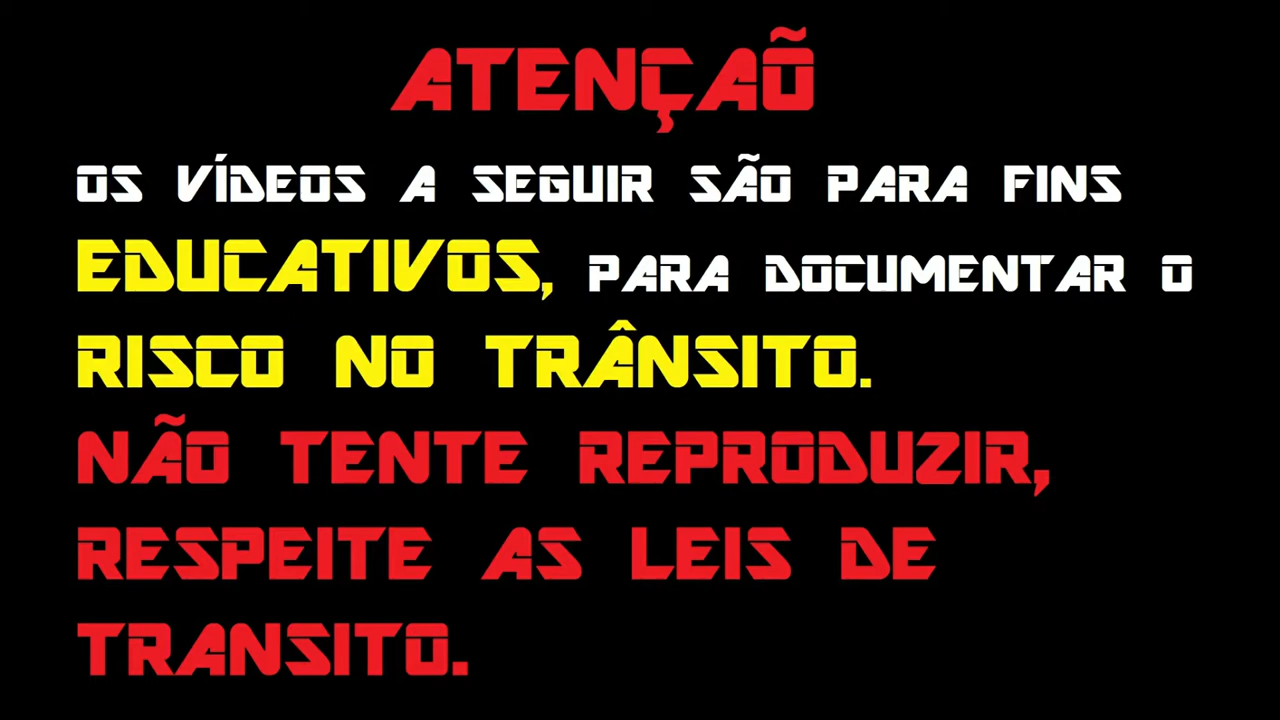 ATENÇAÕ
OS VÍDEOS A SEGUIR SÃO PARA FINS
EDUCATIVOS, PARA DOCUMENTAR O
RISCO NO TRÂNSITO.
NÃO TENTE REPRODUZIR,
RESPEITE AS LEIS DE
TRANSITO.